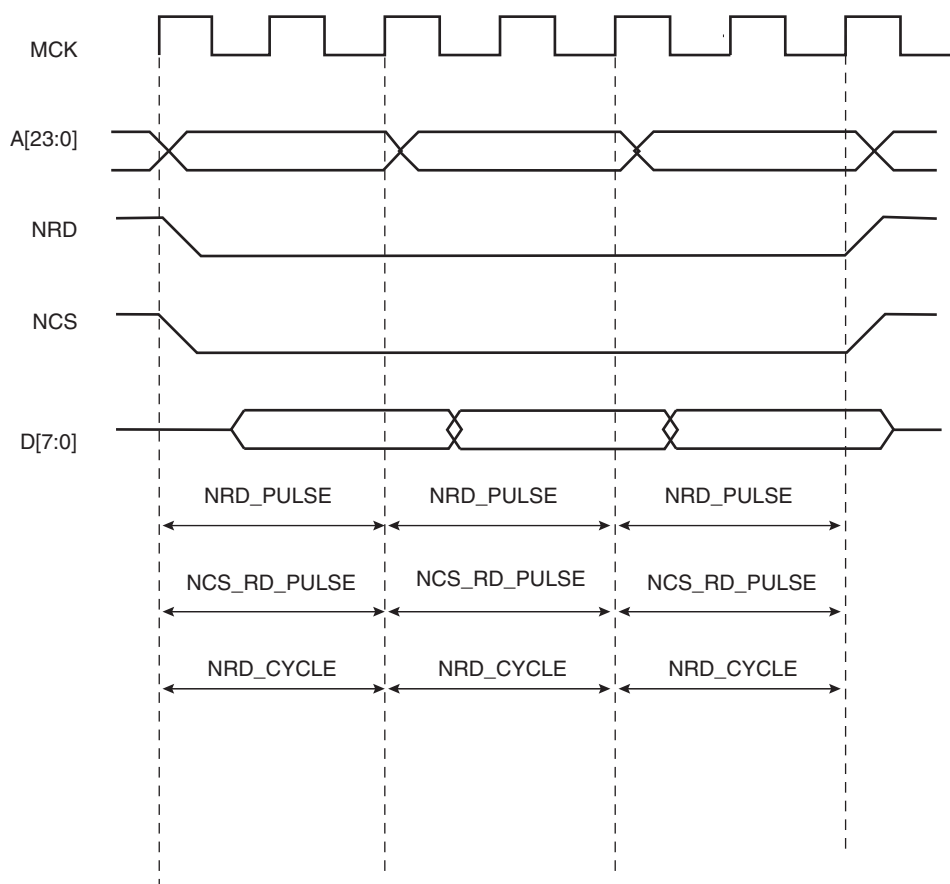 MCK
A[23:0]
NRD
NCS
D[7:0]
NRD_PULSE NRD_PULSE NRD_PULSE
NCS_RD_PULSE NCS_RD_PULSE NCS_RD_PULSE
NRD_CYCLE NRD_CYCLE NRD_CYCLE